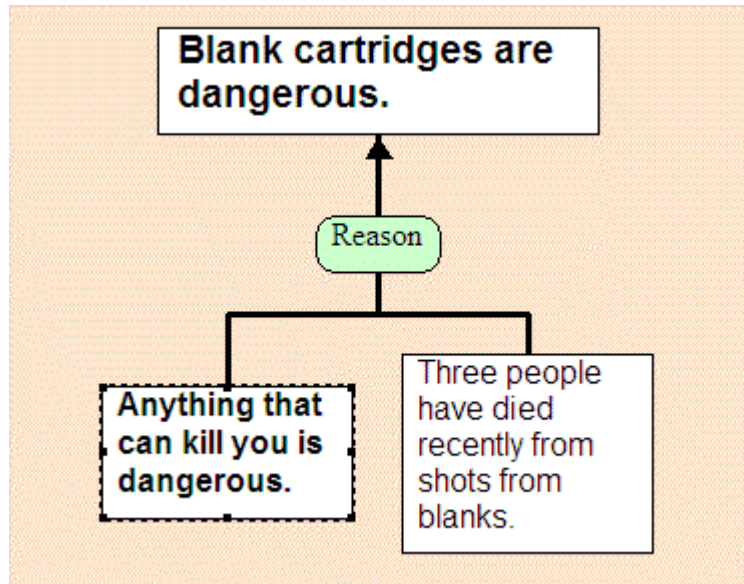 Blank cartridges are
dangerous.
Reason
Anything that
can kill you is
dangerous.
Three people
have died
recently from
shots from
blanks.